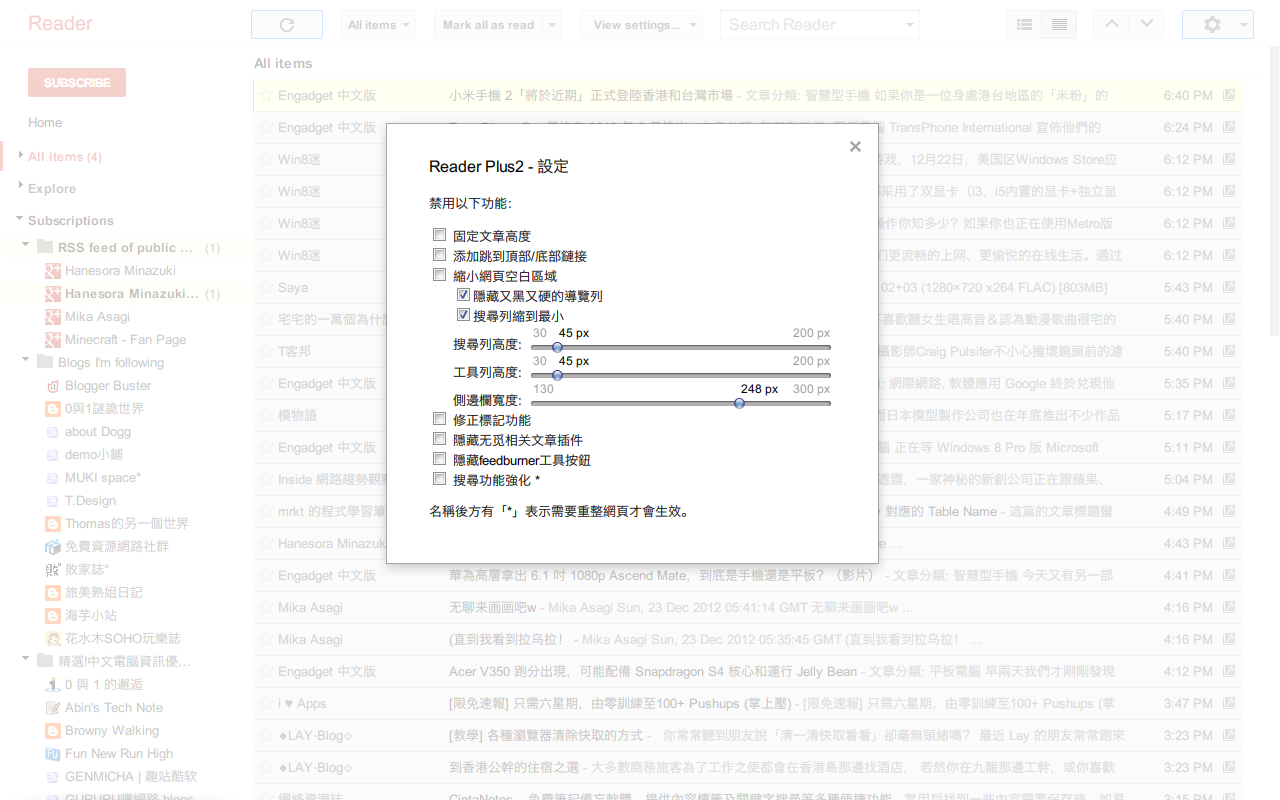 Reader
All items
Mark all as read
View settings...
Search Reader
SUBSCRIBE
Home
All items (4)
Explore
Subscriptions
RSS feed of public ... (1)
Hanesora Minazuki
Hanesora Minazuki... (1)
Mika Asagi
Minecraft - Fan Page
Blogs I'm following
Blogger Buster
0與1謎詭世界
about Dogg
demo小鋪
MUKI space*
T.Design
Thomas的另一個世界
免費資源網路社群
敗家誌°
旅美熟姐日記
海芋小站
花水木SOHO玩樂誌
精選!中文電腦資訊優...
0 與 1 的邂逅
Abin's Tech Note
Browny Walking
Fun New Run High
GENMICHA | 趣站酷软
All items
Engadget 中文版 小米手機 2「將於近期」正式登陸香港和台灣市場 - 文章分類: 智慧型手機 如果你是一位身處港台地區的「米粉」的 6:40 PM
Engadget 中文版 TransPhone International 宣佈他們的 6:24 PM
Win8迷 游戏，12月22日，美国区Windows Store应 6:12 PM
Win8迷 都采用了双显卡（i3、i5内置的显卡+独立显 6:12 PM
Win8迷 操作你知多少？如果你也正在使用Metro版 6:12 PM
Win8迷 们更流畅的上网、更愉悦的在线生活。通过 6:12 PM
Saya 02+03 (1280×720 x264 FLAC) [803MB] 5:43 PM
宅宅的一萬個為什麼 不喜歡聽女生唱高音＆認為動漫歌曲很宅的 5:40 PM
T客邦 攝影師Craig Pulsifer不小心撞壞鏡頭前的濾 5:40 PM
Engadget 中文版 類: 網際網路, 軟體應用 Google 終於兌現他 5:35 PM
模物語 而日本模型製作公司也在年底推出不少作品 5:17 PM
Engadget 中文版 腦 正在等 Windows 8 Pro 版 Microsoft 5:11 PM
Inside 網路趨勢觀察 透露，一家神秘的新創公司正在跟蘋果、 5:04 PM
mrkt 的程式學習筆 對應的 Table Name - 這篇的文章標題蠻 4:49 PM
Hanesora Minazuki ... 4:43 PM
Engadget 中文版 華為高層拿出 6.1 吋 1080p Ascend Mate，到底是手機還是平板？（影片） - 文章分類: 智慧型手機 今天又有另一部 4:41 PM
Mika Asagi 无聊来画画吧w - Mika Asagi Sun, 23 Dec 2012 05:41:14 GMT 无聊来画画吧w ... 4:16 PM
Mika Asagi (直到我看到拉乌拉！ - Mika Asagi Sun, 23 Dec 2012 05:35:45 GMT (直到我看到拉乌拉！ ... 4:16 PM
Engadget 中文版 Acer V350 跑分出現，可能配備 Snapdragon S4 核心和運行 Jelly Bean - 文章分類: 平板電腦 早兩天我們才剛剛發現 4:12 PM
i ♥ Apps [限免速報] 只需六星期，由零訓練至100+ Pushups (掌上壓) - [限免速報] 只需六星期，由零訓練至100+ Pushups (掌 3:47 PM
◆LAY‧Blog◇ [教學] 各種瀏覽器清除快取的方式 - 你常常聽到朋友說「清一清快取看看」卻毫無頭緒嗎？ 最近 Lay 的朋友常常跑來 3:23 PM
◆LAY‧Blog◇ 到香港公幹的住宿之選 - 大多數商務旅客為了工作之便都會在香港島那邊找酒店， 若然你在九龍那邊工幹，或你喜歡 3:23 PM
Reader Plus2 - 設定
禁用以下功能:
固定文章高度
添加跳到頂部/底部鏈接
縮小網頁空白區域
隱藏又黑又硬的導覽列
搜尋列縮到最小
30 45 px 200 px
搜尋列高度:
30 45 px 200 px
工具列高度:
130 248 px 300 px
側邊欄寬度:
修正標記功能
隱藏无觅相关文章插件
隱藏feedburner工具按鈕
搜尋功能強化 *
名稱後方有「*」表示需要重整網頁才會生效。